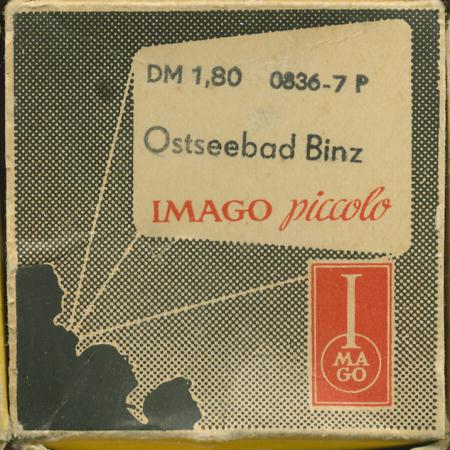 DM 1,80 0836-7 P
Ostseebad Binz
IMAGO piccolo
I
MA
GO